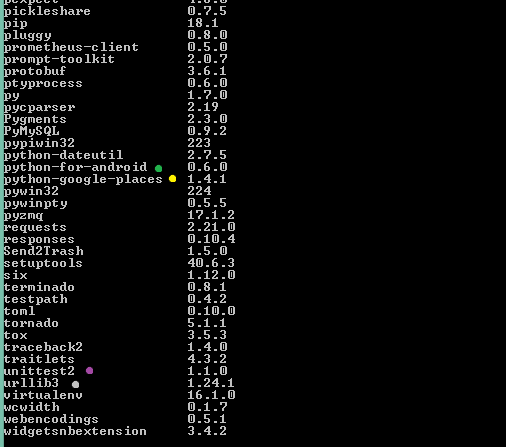 pexpect 4.6.0
pickleshare 0.7.5
pip 18.1
pluggy 0.8.0
prometheus-client 0.5.0
prompt-toolkit 2.0.7
protobuf 3.6.1
ptyprocess 0.6.0
py 1.7.0
pycparser 2.19
Pygments 2.3.0
PyMySQL 0.9.2
pypiwin32 223
python-dateutil 2.7.5
python-for-android 0.6.0
python-google-places 1.4.1
pywin32 224
pywinpty 0.5.5
pyzmq 17.1.2
requests 2.21.0
responses 0.10.4
Send2Trash 1.5.0
setuptools 40.6.3
six 1.12.0
terminado 0.8.1
testpath 0.4.2
toml 0.10.0
tornado 5.1.1
tox 3.5.3
traceback2 1.4.0
traitlets 4.3.2
unittest2 1.1.0
urllib3 1.24.1
virtualenv 16.1.0
wcwidth 0.1.7
webencodings 0.5.1
widgetsnbextension 3.4.2